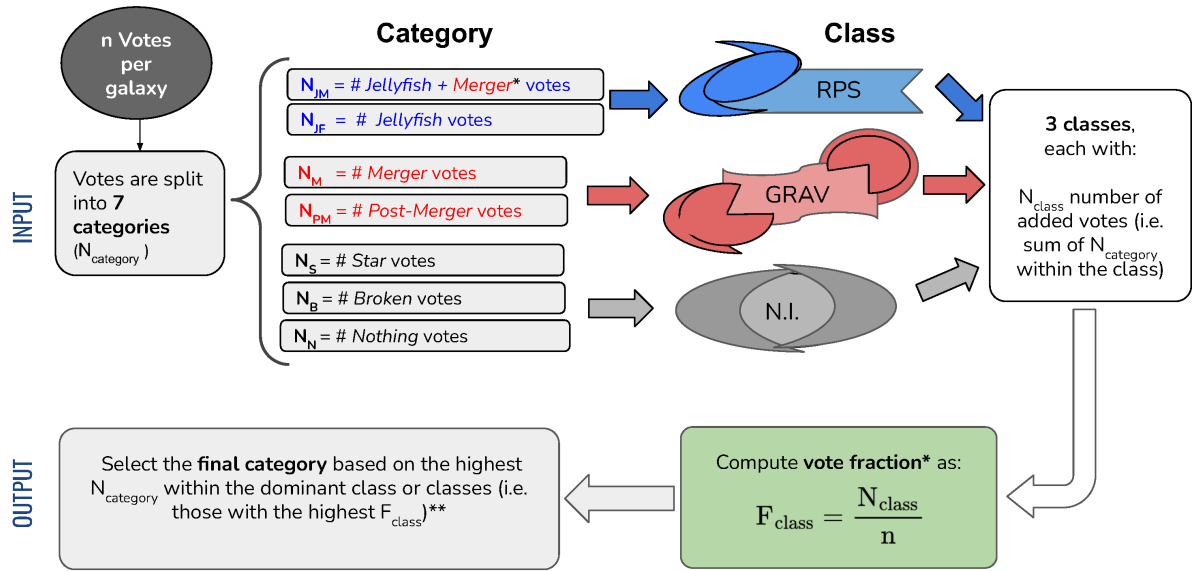 n Votes
per
galaxy
Category
Class
INPUT
Votes are split
into 7
categories
(Ncategory )
NJM = # Jellyfish + Merger* votes
NJF = # Jellyfish votes
NM = # Merger votes
NPM = # Post-Merger votes
NS = # Star votes
NB = # Broken votes
NN = # Nothing votes
RPS
GRAV
N.I.
3 classes,
each with:
Nclass number of
added votes (i.e.
sum of Ncategory
within the class)
OUTPUT
Select the final category based on the highest
Ncategory within the dominant class or classes (i.e.
those with the highest Fclass)**
Compute vote fraction* as:
Fclass = Nclass / n